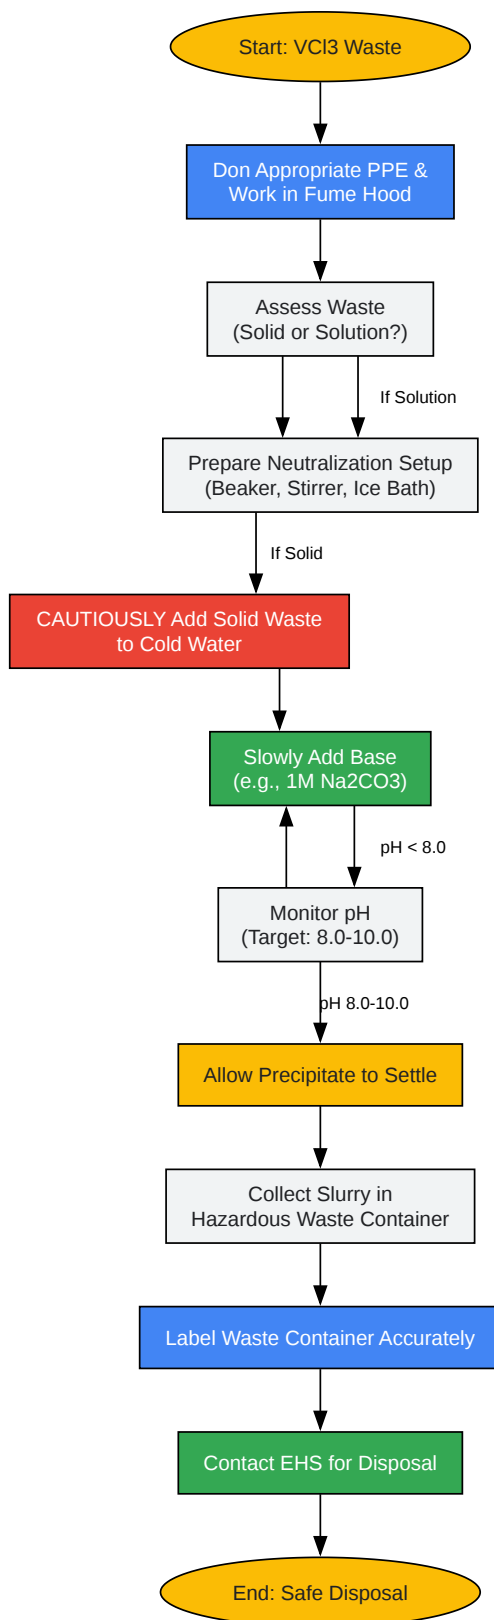 Start: VCl3 Waste
Don Appropriate PPE &
Work in Fume Hood
Assess Waste
(Solid or Solution?)
If Solution
Prepare Neutralization Setup
(Beaker, Stirrer, Ice Bath)
If Solid
CAUTIOUSLY Add Solid Waste
to Cold Water
Slowly Add Base
(e.g., 1M Na2CO3)
pH < 8.0
Monitor pH
(Target: 8.0-10.0)
pH 8.0-10.0
Allow Precipitate to Settle
Collect Slurry in
Hazardous Waste Container
Label Waste Container Accurately
Contact EHS for Disposal
End: Safe Disposal